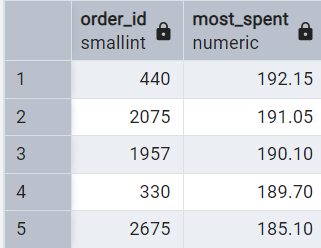 order_id most_spent
smallint numeric
1 440 192.15
2 2075 191.05
3 1957 190.10
4 330 189.70
5 2675 185.10